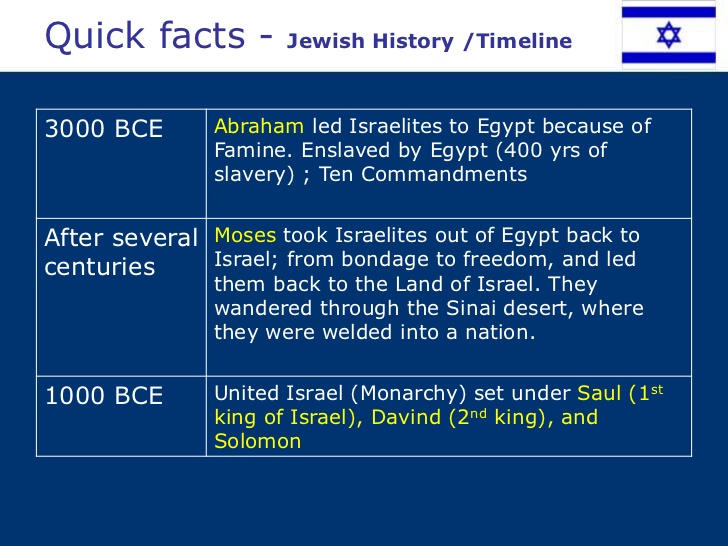 Quick facts - Jewish History /Timeline
3000 BCE
Abraham led Israelites to Egypt because of
Famine. Enslaved by Egypt (400 yrs of
slavery) ; Ten Commandments
After several
centuries
Moses took Israelites out of Egypt back to
Israel; from bondage to freedom, and led
them back to the Land of Israel. They
wandered through the Sinai desert, where
they were welded into a nation.
1000 BCE
United Israel (Monarchy) set under Saul (1st
king of Israel), Davind (2nd king), and
Solomon